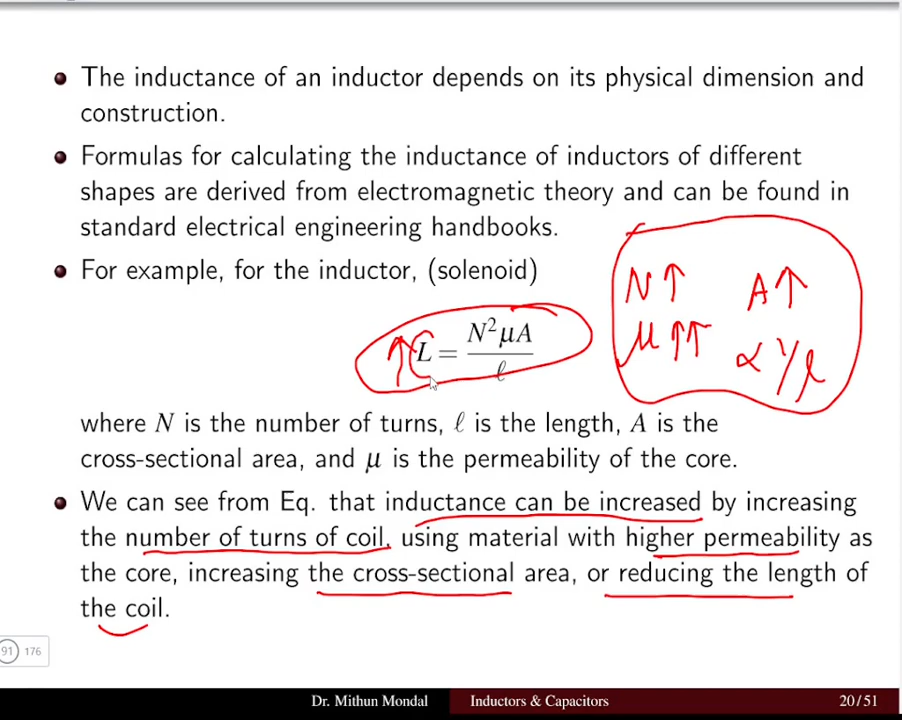 The inductance of an inductor depends on its physical dimension and
construction.
Formulas for calculating the inductance of inductors of different
shapes are derived from electromagnetic theory and can be found in
standard electrical engineering handbooks.
For example, for the inductor, (solenoid)
N↑ A↑
μ↑↑ ∝ 1/l
↑ L = N²μA / ℓ
where N is the number of turns, ℓ is the length, A is the
cross-sectional area, and μ is the permeability of the core.
We can see from Eq. that inductance can be increased by increasing
the number of turns of coil, using material with higher permeability as
the core, increasing the cross-sectional area, or reducing the length of
the coil.
91 176
Dr. Mithun Mondal Inductors & Capacitors 20/51